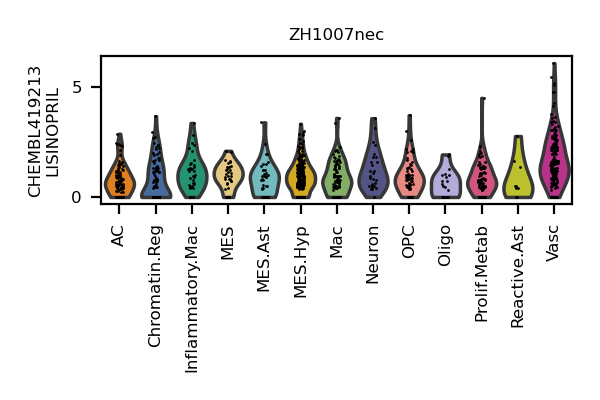 ZH1007nec
CHEMBL419213
LISINOPRIL
5
0
AC
Chromatin.Reg
Inflammatory.Mac
MES
MES.Ast
MES.Hyp
Mac
Neuron
OPC
Oligo
Prolif.Metab
Reactive.Ast
Vasc